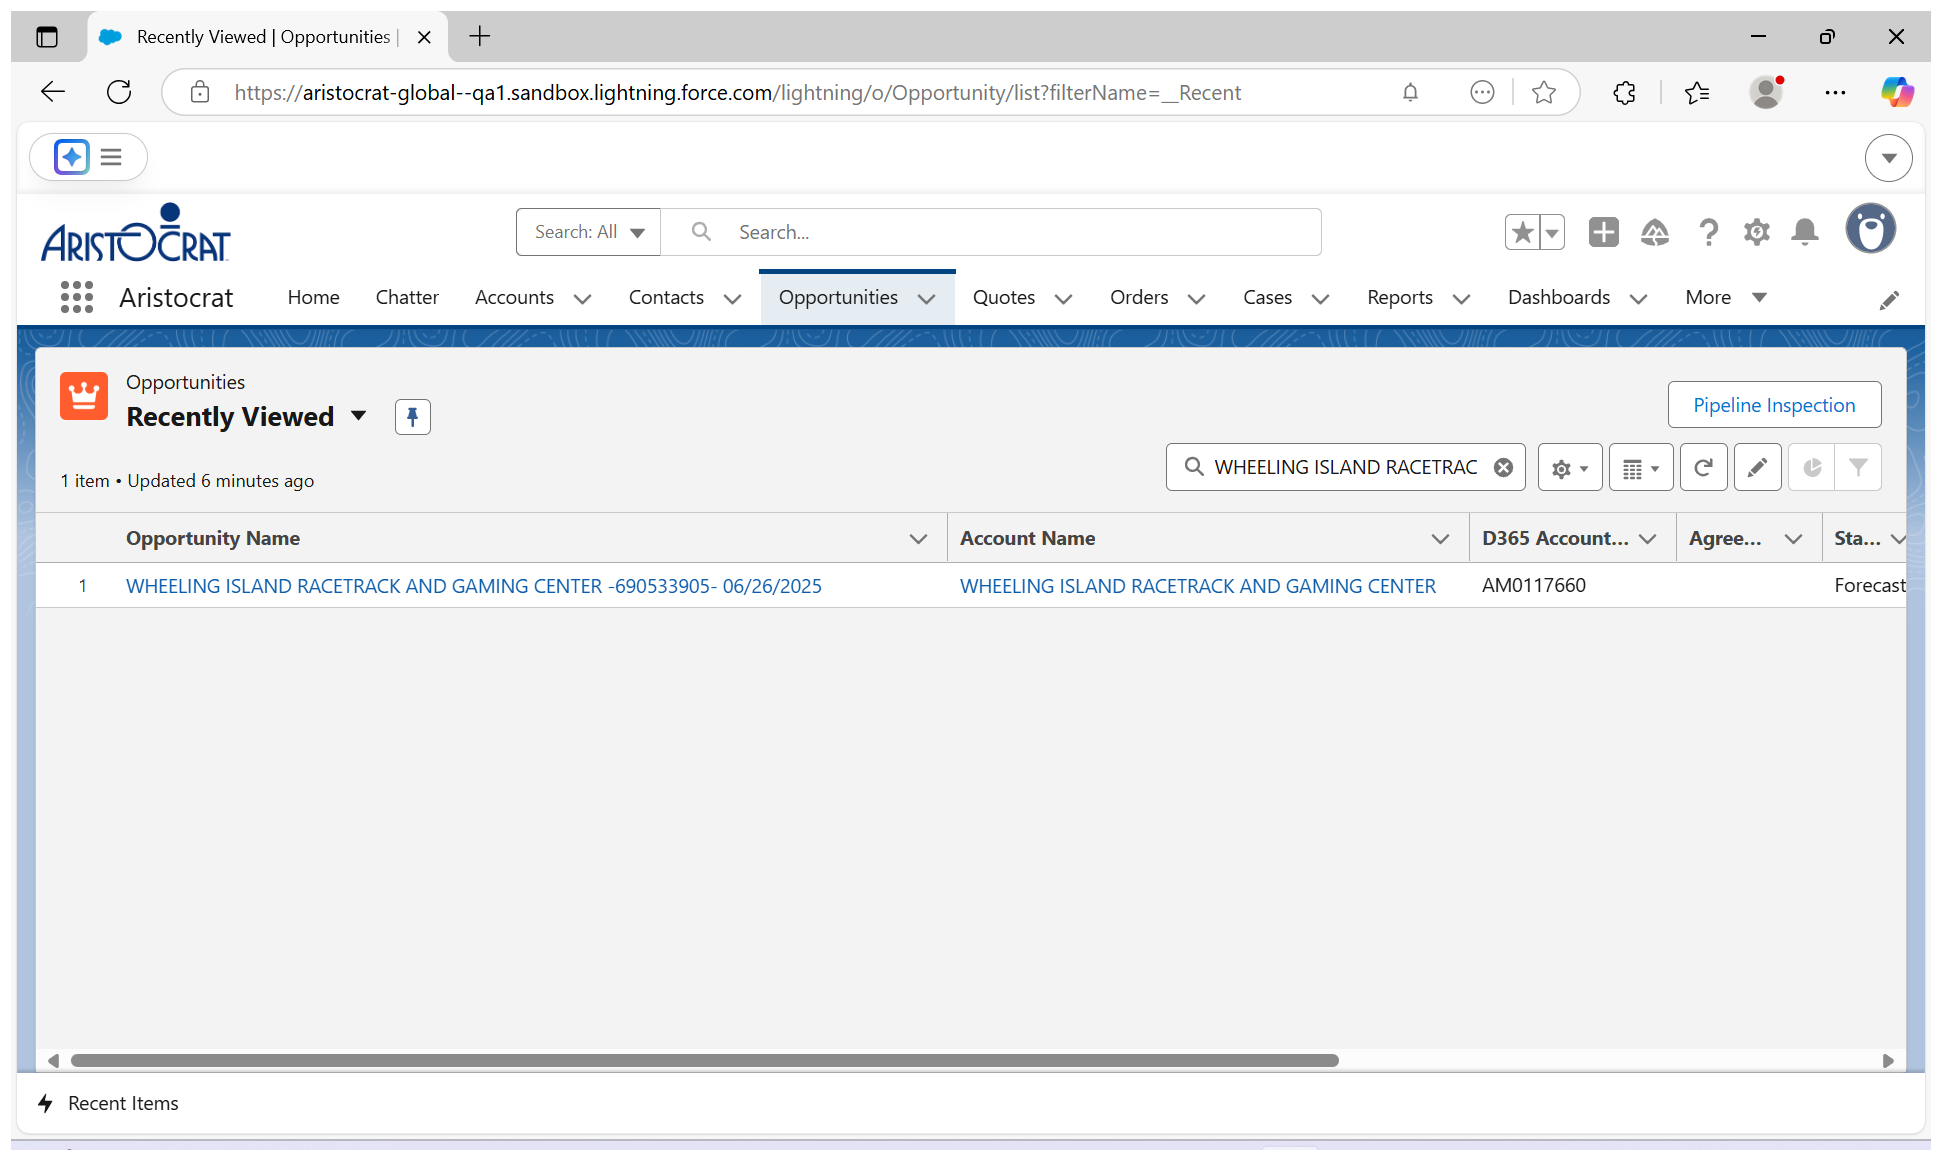 Recently Viewed | Opportunities |
https://aristocrat-global--qa1.sandbox.lightning.force.com/lightning/o/Opportunity/list?filterName=__Recent
ARISTOCRAT
Search: All
Search...
Aristocrat
Home
Chatter
Accounts
Contacts
Opportunities
Quotes
Orders
Cases
Reports
Dashboards
More
Opportunities
Recently Viewed
Pipeline Inspection
1 item • Updated 6 minutes ago
WHEELING ISLAND RACETRAC
Opportunity Name
Account Name
D365 Account...
Agree...
Sta...
1
WHEELING ISLAND RACETRACK AND GAMING CENTER -690533905- 06/26/2025
WHEELING ISLAND RACETRACK AND GAMING CENTER
AM0117660
Forecast
Recent Items